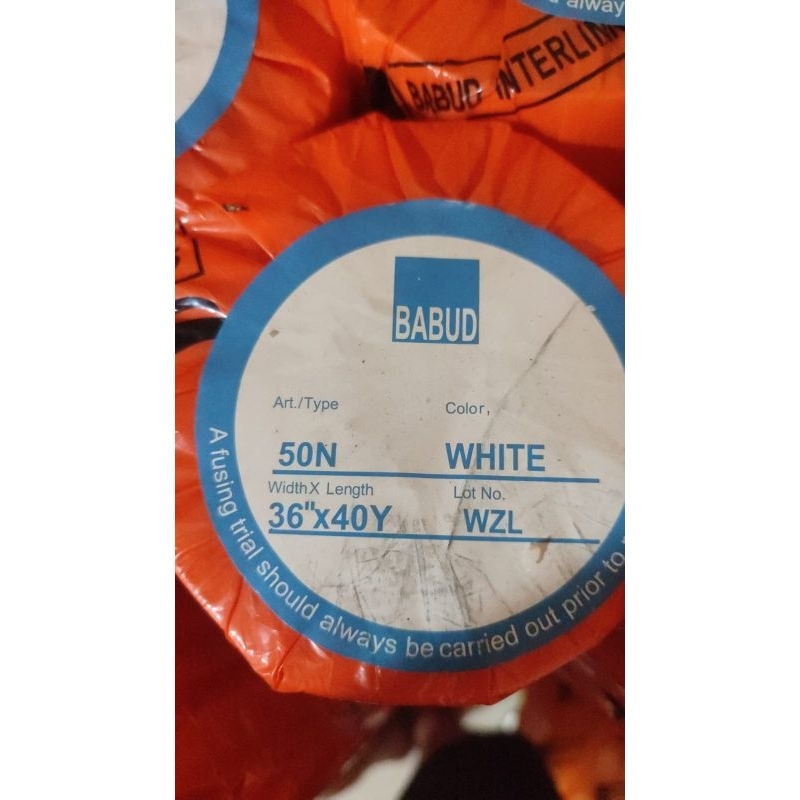 always
BABUD INTERLIN
BABUD
Art./Type Color,
50N WHITE
WidthX Length Lot No.
36"x40Y WZL
A fusing trial should always be carried out prior to